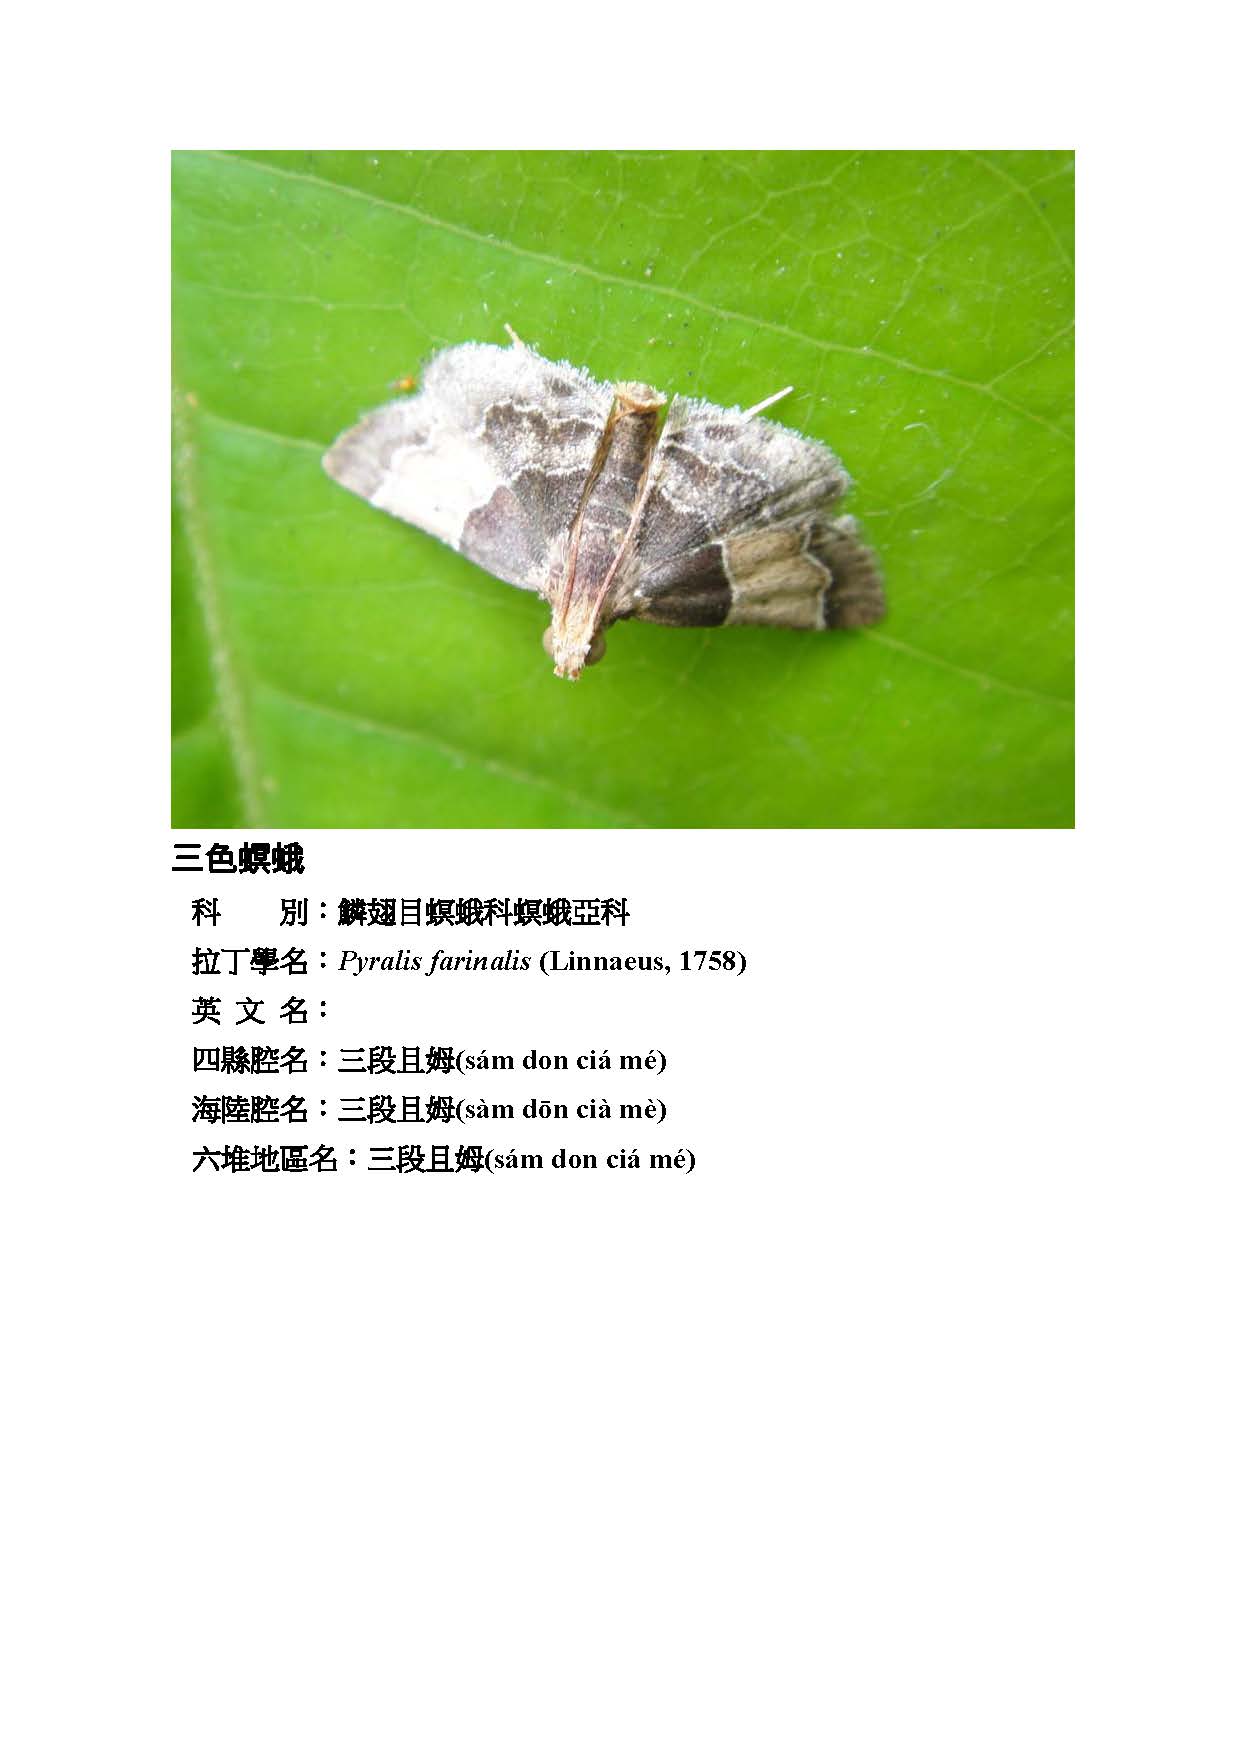 三色螟蛾
科　　別：鱗翅目螟蛾科螟蛾亞科
拉丁學名：Pyralis farinalis (Linnaeus, 1758)
英 文 名：
四縣腔名：三段且姆(sám don ciá mé)
海陸腔名：三段且姆(sàm dōn cià mè)
六堆地區名：三段且姆(sám don ciá mé)